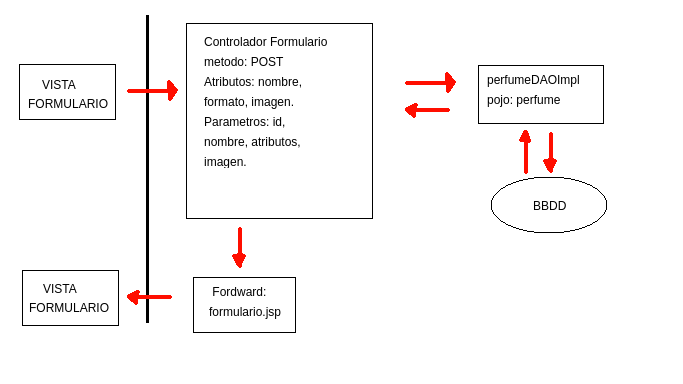 VISTA
FORMULARIO
Controlador Formulario
metodo: POST
Atributos: nombre,
formato, imagen.
Parametros: id,
nombre, atributos,
imagen.
perfumeDAOImpl
pojo: perfume
BBDD
Fordward:
formulario.jsp
VISTA
FORMULARIO